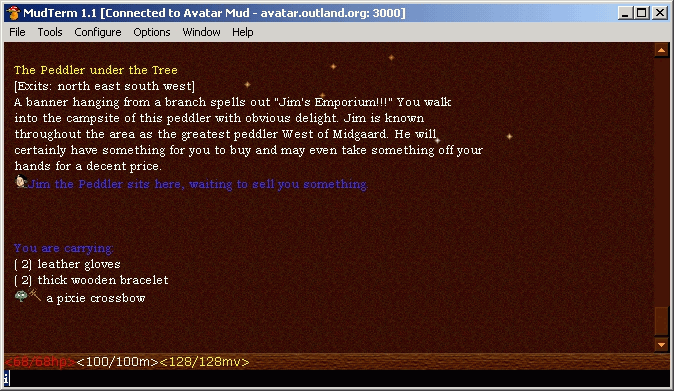 MudTerm 1.1 [Connected to Avatar Mud - avatar.outland.org: 3000]
File Tools Configure Options Window Help
The Peddler under the Tree
[Exits: north east south west]
A banner hanging from a branch spells out "Jim's Emporium!!!" You walk
into the campsite of this peddler with obvious delight. Jim is known
throughout the area as the greatest peddler West of Midgaard. He will
certainly have something for you to buy and may even take something off your
hands for a decent price.
Jim the Peddler sits here, waiting to sell you something.
You are carrying:
( 2) leather gloves
( 2) thick wooden bracelet
a pixie crossbow
<68/68hp><100/100m><128/128mv>
i